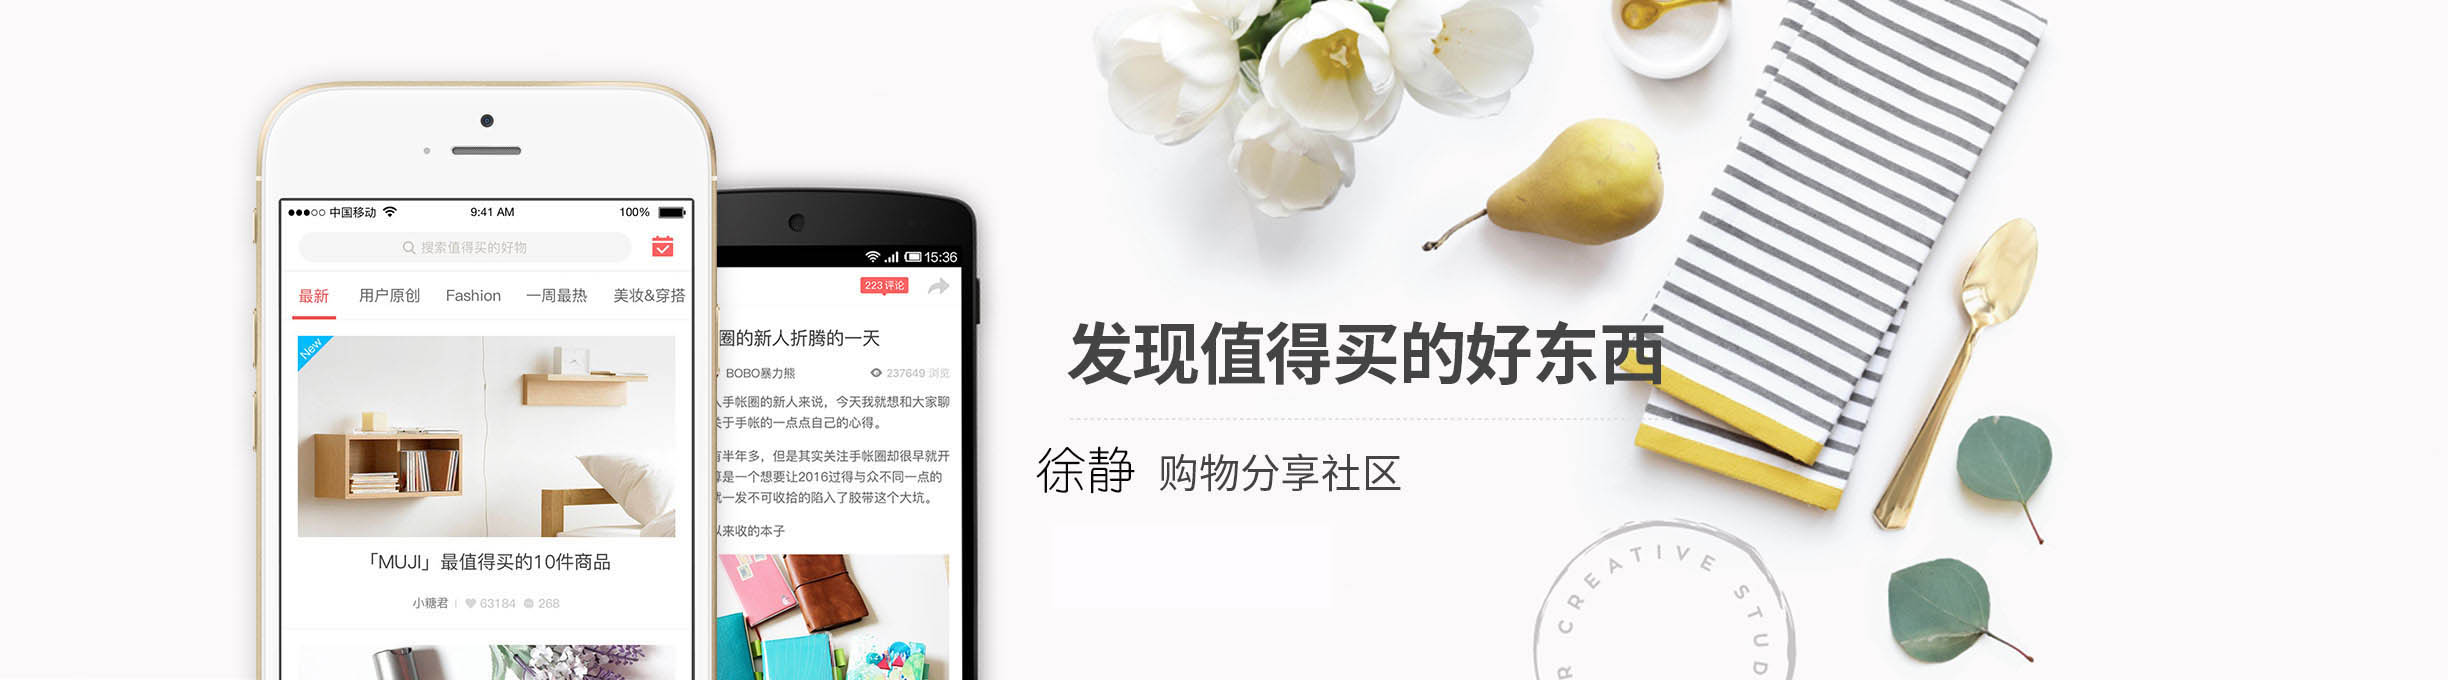 中国移动
9:41 AM
100%
搜索值得买的好物
最新 用户原创 Fashion 一周最热 美妆&穿搭
New
「MUJI」最值得买的10件商品
小糖君 63184 268
15:36
223 评论
圈的新人折腾的一天
BOBO暴力熊 237649 浏览
手帐圈的新人来说，今天我就想和大家聊
关于手帐的一点点自己的心得。
有半年多，但是其实关注手帐圈却很早就开
算是一个想要让2016过得与众不同一点的
就一发不可收拾的陷入了胶带这个大坑。
以来收的本子
发现值得买的好东西
徐静 购物分享社区
R CREATIVE STUD